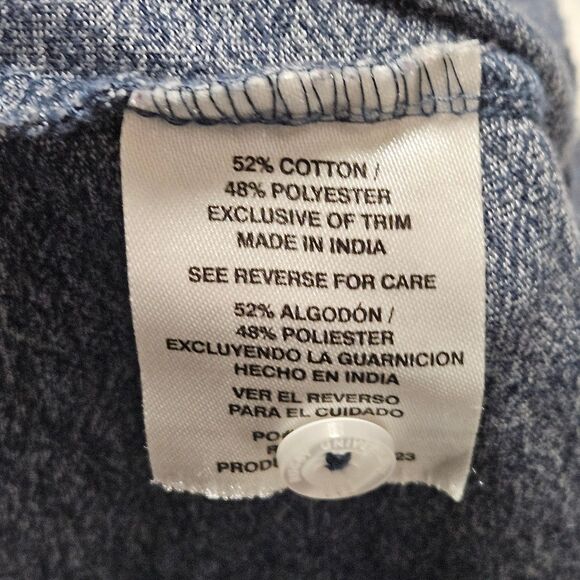 52% COTTON /
48% POLYESTER
EXCLUSIVE OF TRIM
MADE IN INDIA
SEE REVERSE FOR CARE
52% ALGODÓN /
48% POLIESTER
EXCLUYENDO LA GUARNICION
HECHO EN INDIA
VER EL REVERSO
PARA EL CUIDADO